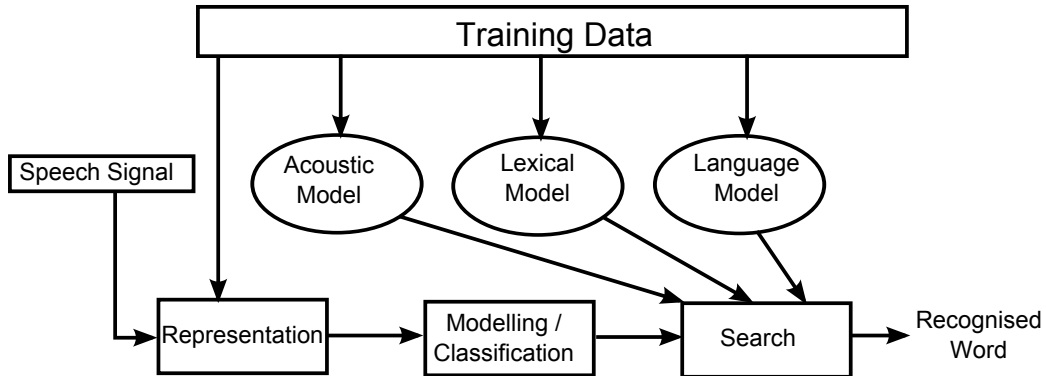 Training Data
Acoustic
Model
Lexical
Model
Language
Model
Speech Signal
Representation
Modelling /
Classification
Search
Recognised
Word